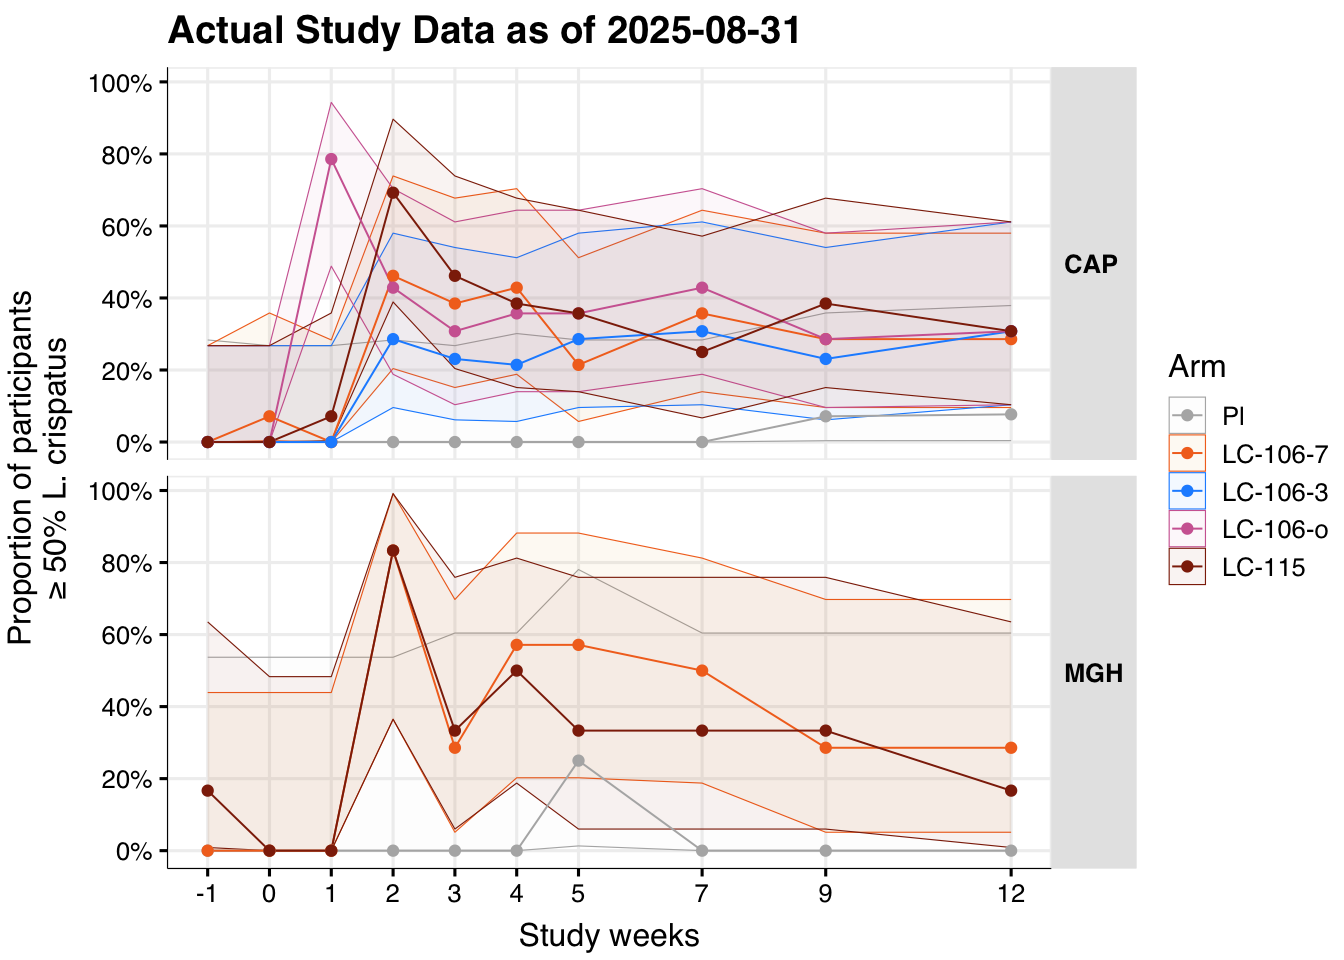 Actual Study Data as of 2025-08-31
Proportion of participants
≥ 50% L. crispatus
100%
80%
60%
40%
20%
0%
CAP
100%
80%
60%
40%
20%
0%
MGH
-1 0 1 2 3 4 5 7 9 12
Study weeks
Arm
Pl
LC-106-7
LC-106-3
LC-106-o
LC-115